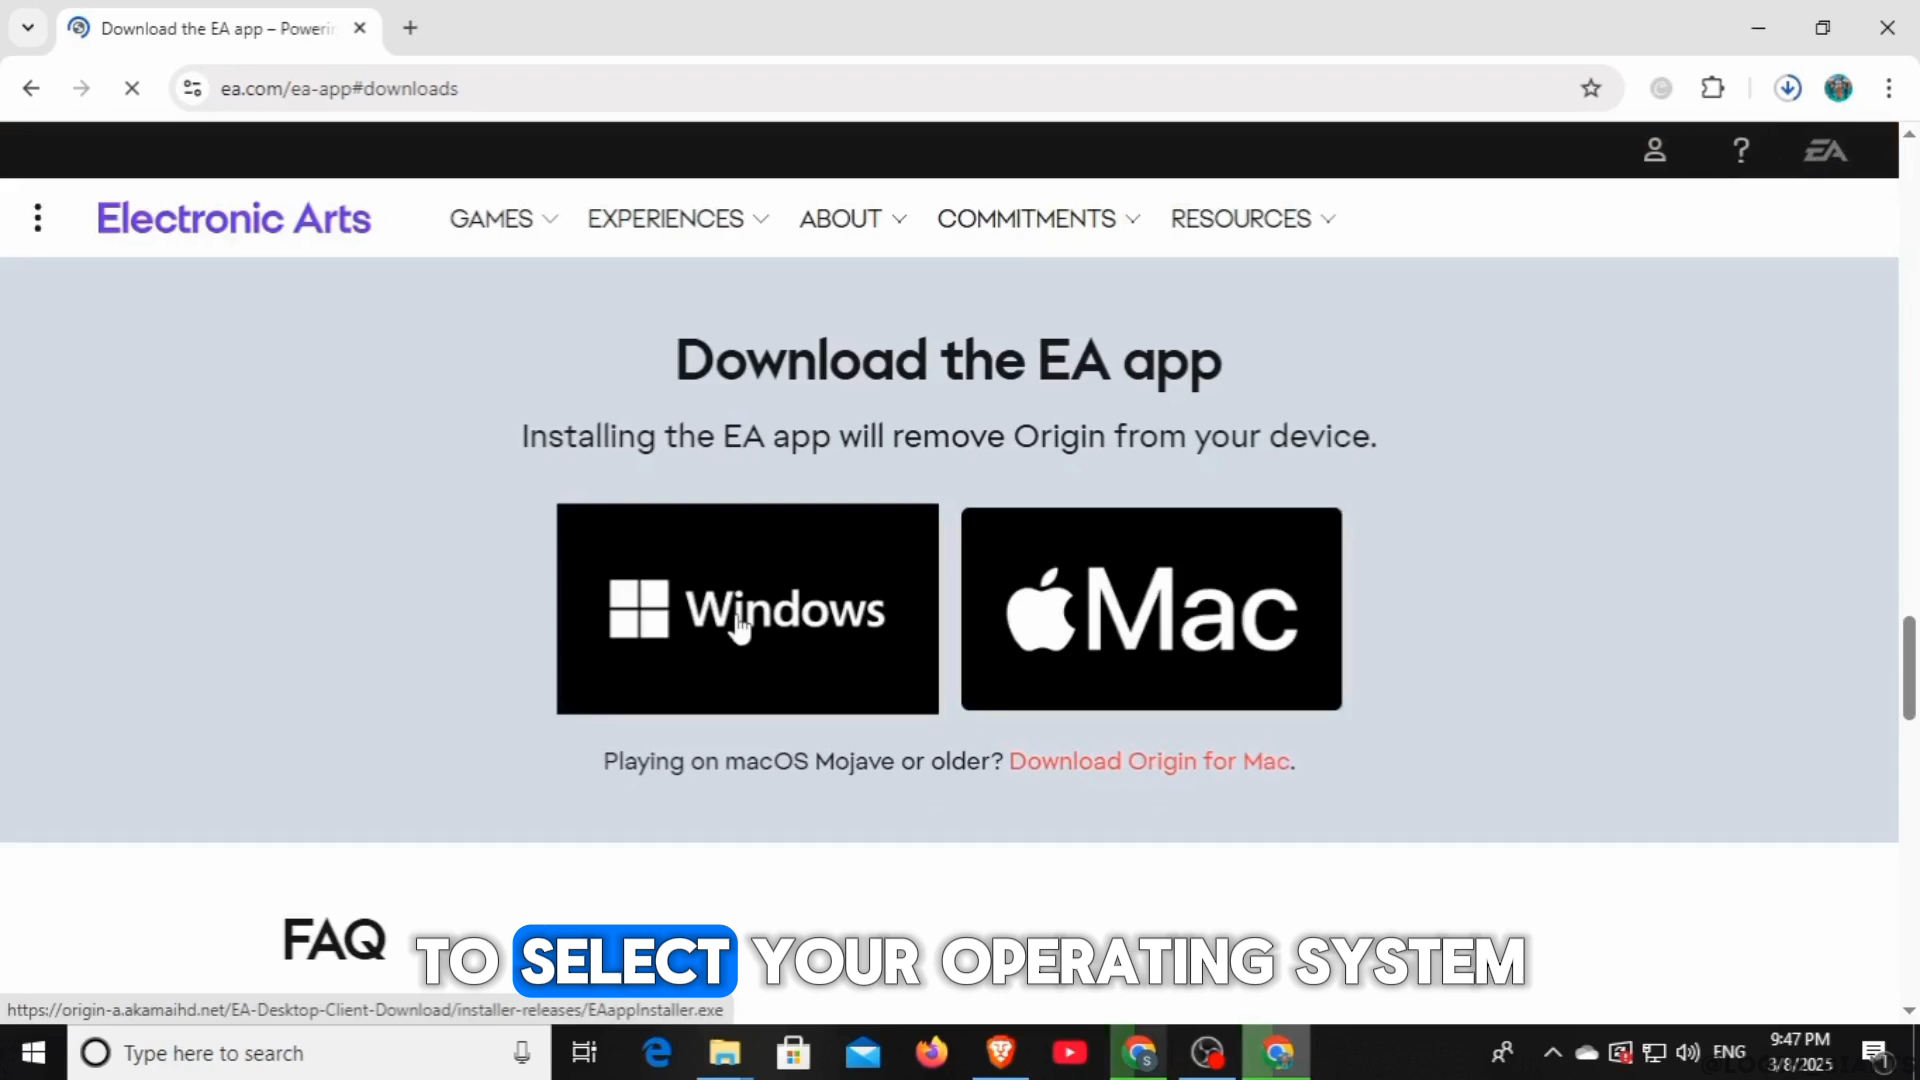 Download the EA app – Powerin
ea.com/ea-app#downloads
EA
Electronic Arts
GAMES
EXPERIENCES
ABOUT
COMMITMENTS
RESOURCES
Download the EA app
Installing the EA app will remove Origin from your device.
Windows
Mac
Playing on macOS Mojave or older? Download Origin for Mac.
FAQ
TO SELECT YOUR OPERATING SYSTEM
https://origin-a.akamaihd.net/EA-Desktop-Client-Download/installer-releases/EAappInstaller.exe
Type here to search
ENG
9:47 PM
3/8/2025